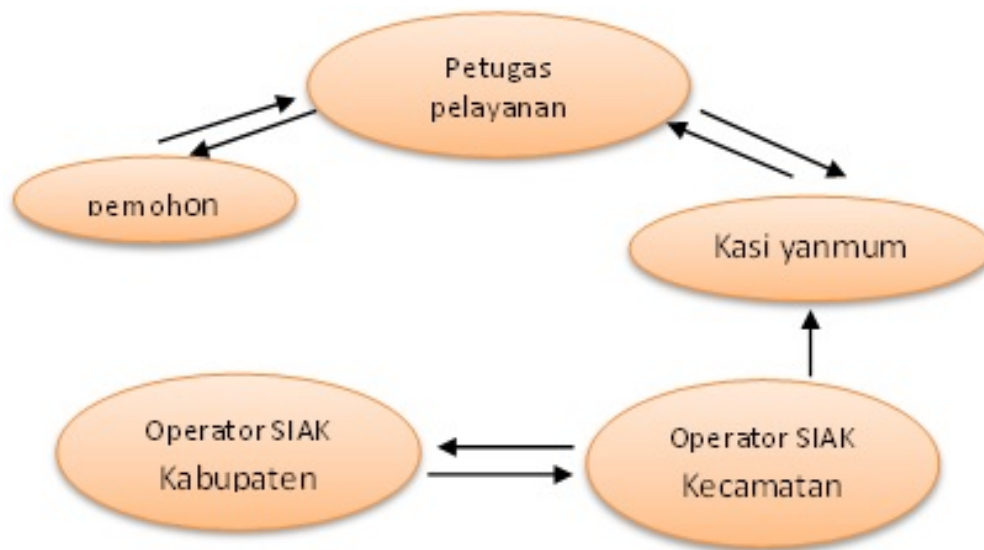 Petugas
pelayanan
pemohon
Kasi yanmum
Operator SIAK
Kabupaten
Operator SIAK
Kecamatan